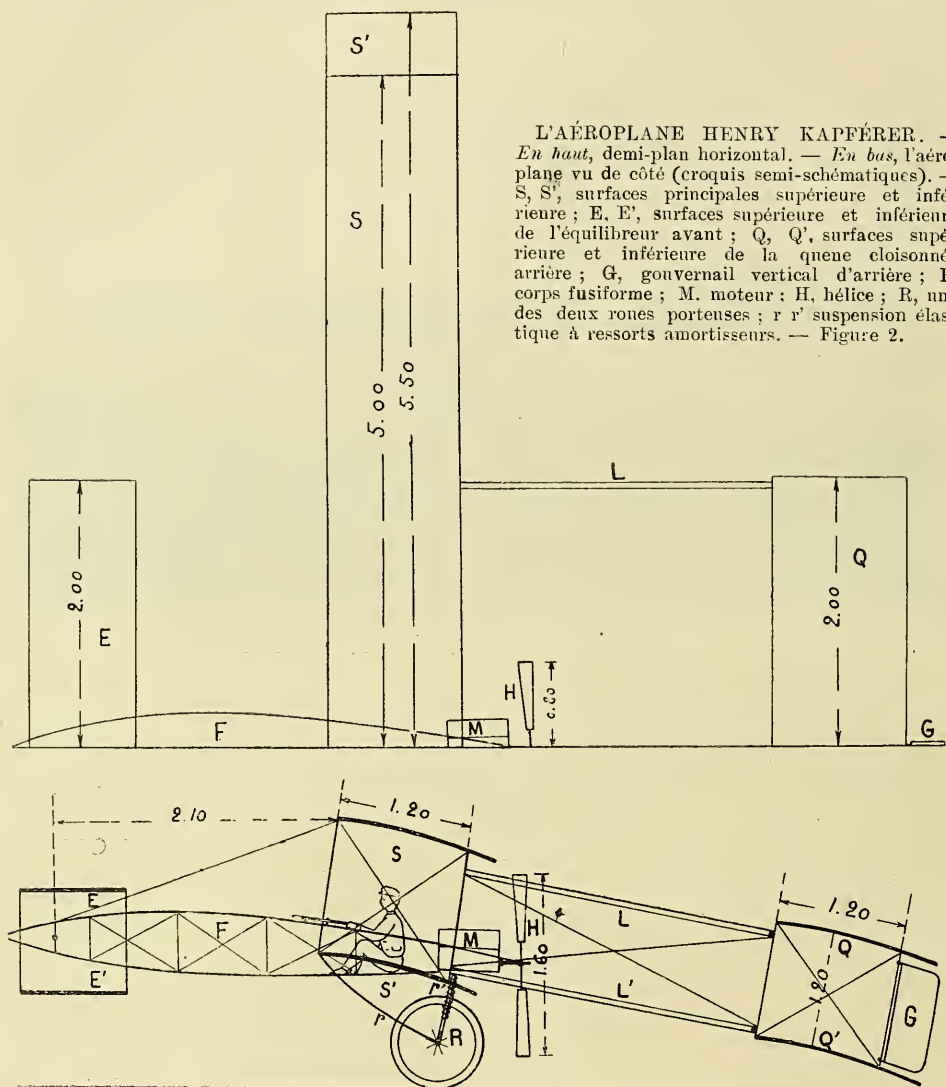 S'
S
5.00
5.50
L'AÉROPLANE HENRY KAPFÉRER. —
En haut, demi-plan horizontal. — En bas, l'aéro
plane vu de côté (croquis semi-schématiques). —
S, S', surfaces principales supérieure et infé
rieure ; E, E', surfaces supérieure et inférieur
de l'équilibreur avant ; Q, Q', surfaces supé
rieure et inférieure de la queue cloisonné
arrière ; G, gouvernail vertical d'arrière ; F
corps fusiforme ; M. moteur ; H, hélice ; R, un
des deux roues porteuses ; r r' suspension élas
tique à ressorts amortisseurs. — Figure 2.
L
2.00
E
2.00
Q
F
M
H
0.80
G
2.10
1.20
S
E
F
E'
S'
r
r'
R
M
H
1.60
L
L'
1.20
Q
1.20
Q'
G